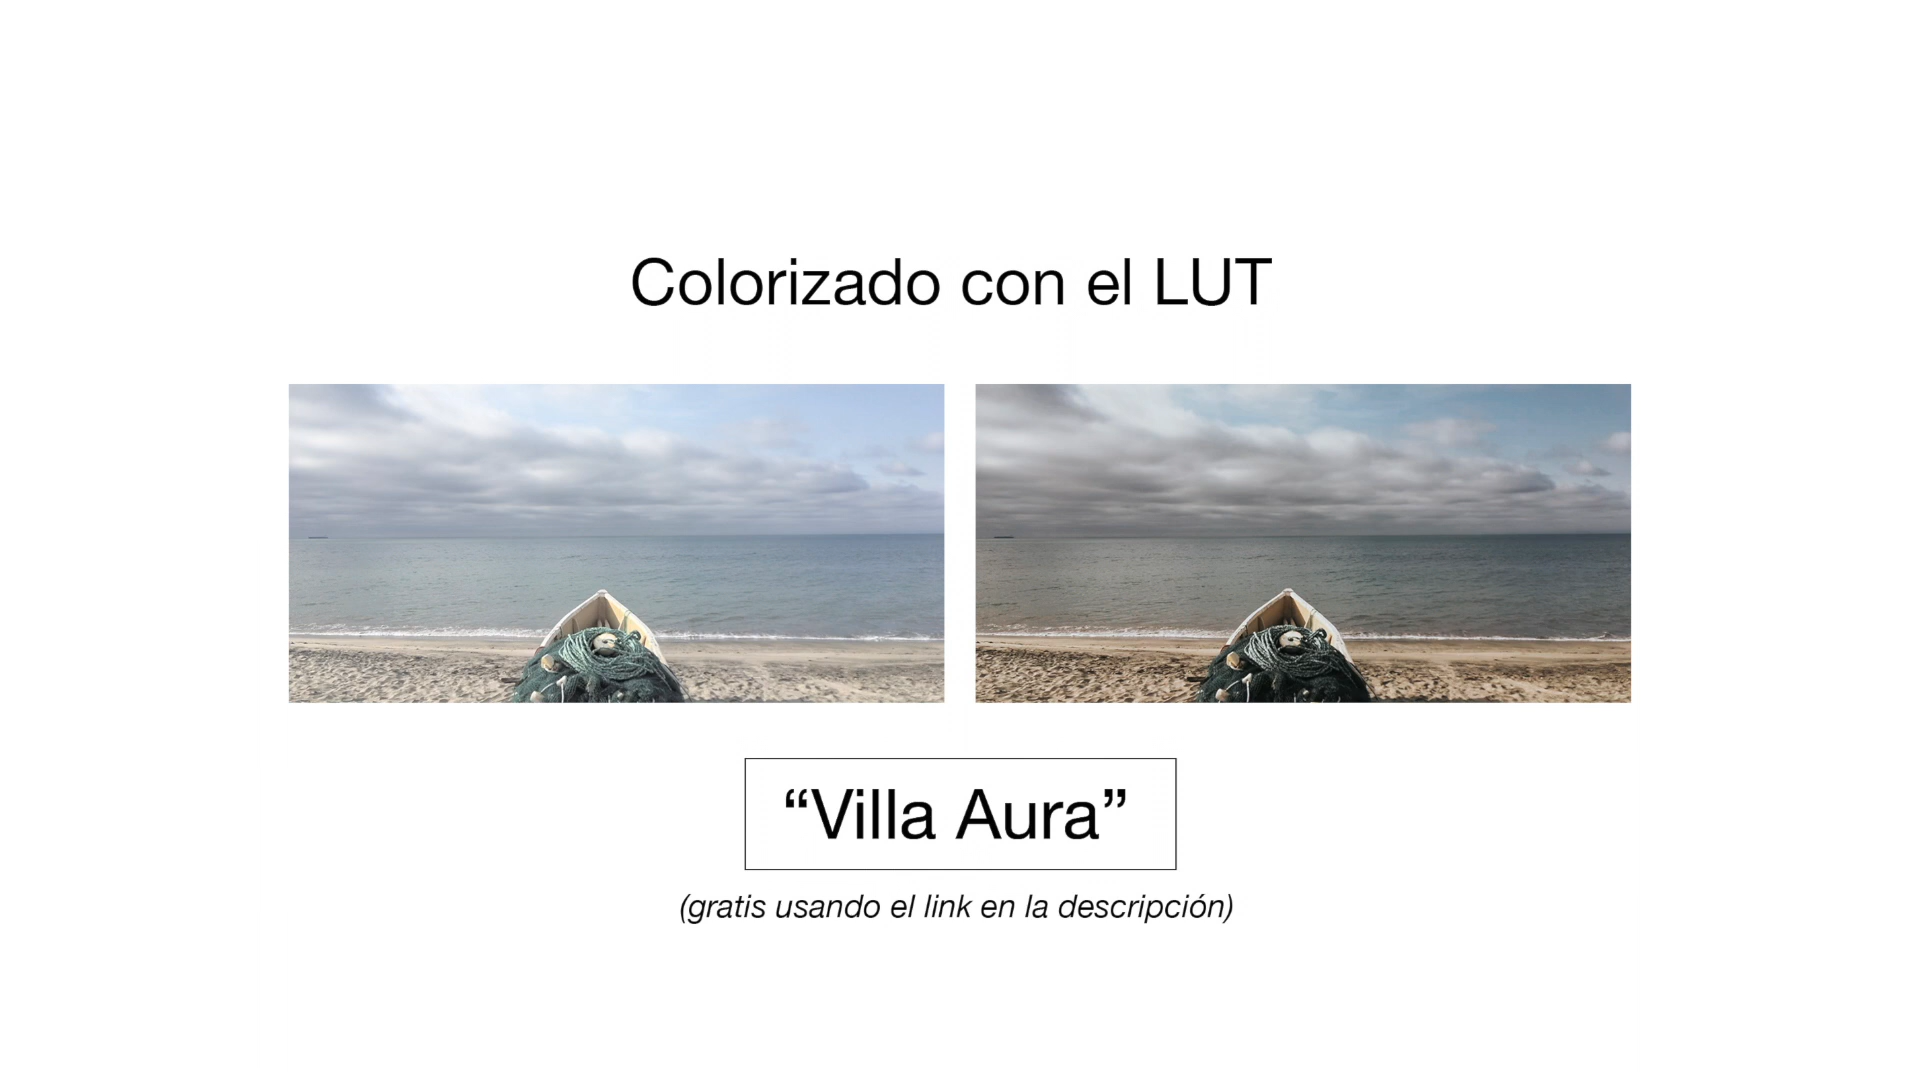 Colorizado con el LUT
“Villa Aura”
(gratis usando el link en la descripción)